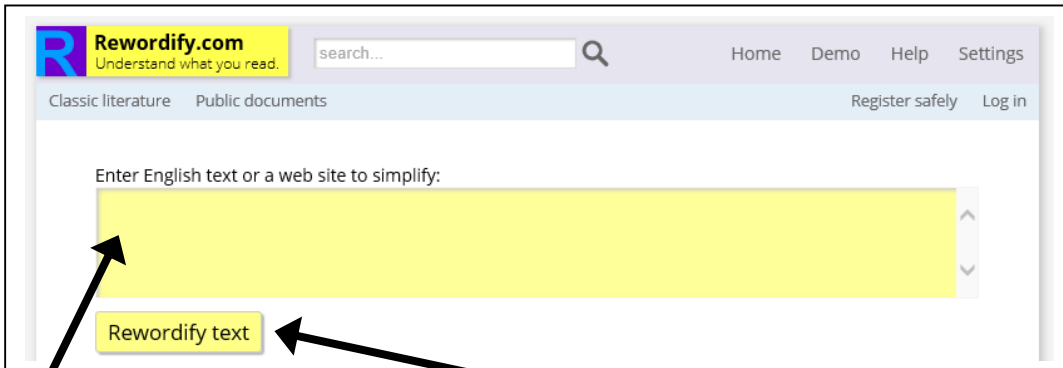 Rewordify.com
Understand what you read.
search...
Home Demo Help Settings
Classic literature Public documents
Register safely Log in
Enter English text or a web site to simplify:
Rewordify text